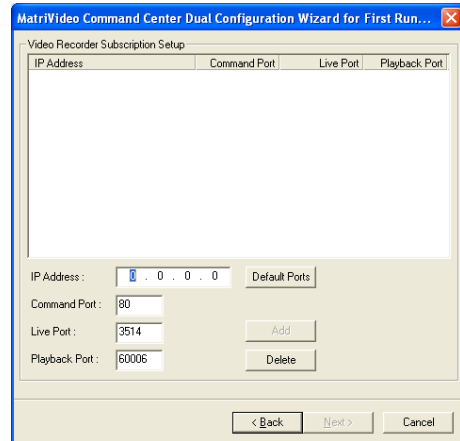 MatriVideo Command Center Dual Configuration Wizard for First Run...
Video Recorder Subscription Setup
IP Address Command Port Live Port Playback Port
IP Address : 0 . 0 . 0 . 0 Default Ports
Command Port : 80
Live Port : 3514 Add
Playback Port : 60006 Delete
< Back Next > Cancel